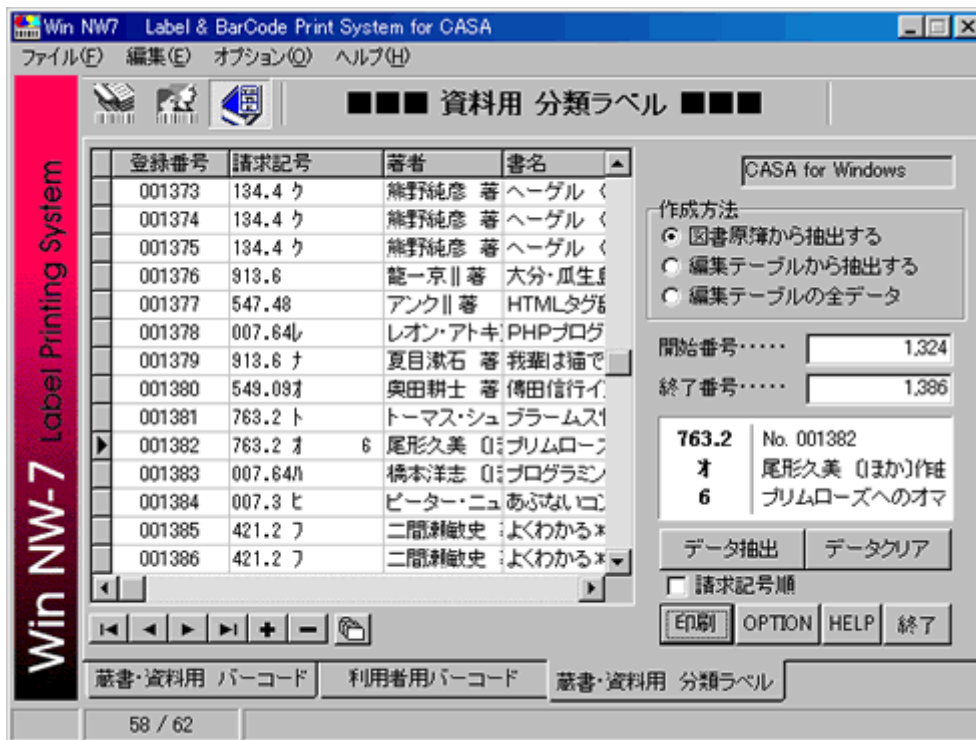 Win NW7 Label & BarCode Print System for CASA
ファイル(F) 編集(E) オプション(O) ヘルプ(H)
■■■ 資料用 分類ラベル ■■■
Win NW-7 Label Printing System
登録番号 請求記号 著者 書名
001373 134.4 ク 熊野純彦 著 ヘーゲル
001374 134.4 ク 熊野純彦 著 ヘーゲル
001375 134.4 ク 熊野純彦 著 ヘーゲル
001376 913.6 龍一京‖著 大分・瓜生島
001377 547.48 アンク‖著 HTMLタグ
001378 007.64レ レオン・アトキ PHPプログ
001379 913.6 ナ 夏目漱石 著 我輩は猫で
001380 549.09オ 奥田耕士 著 傳田信行イ
001381 763.2 ト トーマス・シュ ブラームス
001382 763.2 オ 6 尾形久美 〔ほ プリムローズ
001383 007.64ハ 橋本洋志 〔ほ プログラミン
001384 007.3 ヒ ピーター・ニュ あぶないコン
001385 421.2 フ 二間瀬敏史 よくわかる
001386 421.2 フ 二間瀬敏史 よくわかる
CASA for Windows
作成方法
図書原簿から抽出する
編集テーブルから抽出する
編集テーブルの全データ
開始番号・・・・・ 1,324
終了番号・・・・・ 1,386
763.2 No. 001382
オ 尾形久美 〔ほか〕作曲
6 プリムローズへのオマ
データ抽出 データクリア
請求記号順
印刷 OPTION HELP 終了
蔵書・資料用 バーコード 利用者用バーコード 蔵書・資料用 分類ラベル
58 / 62